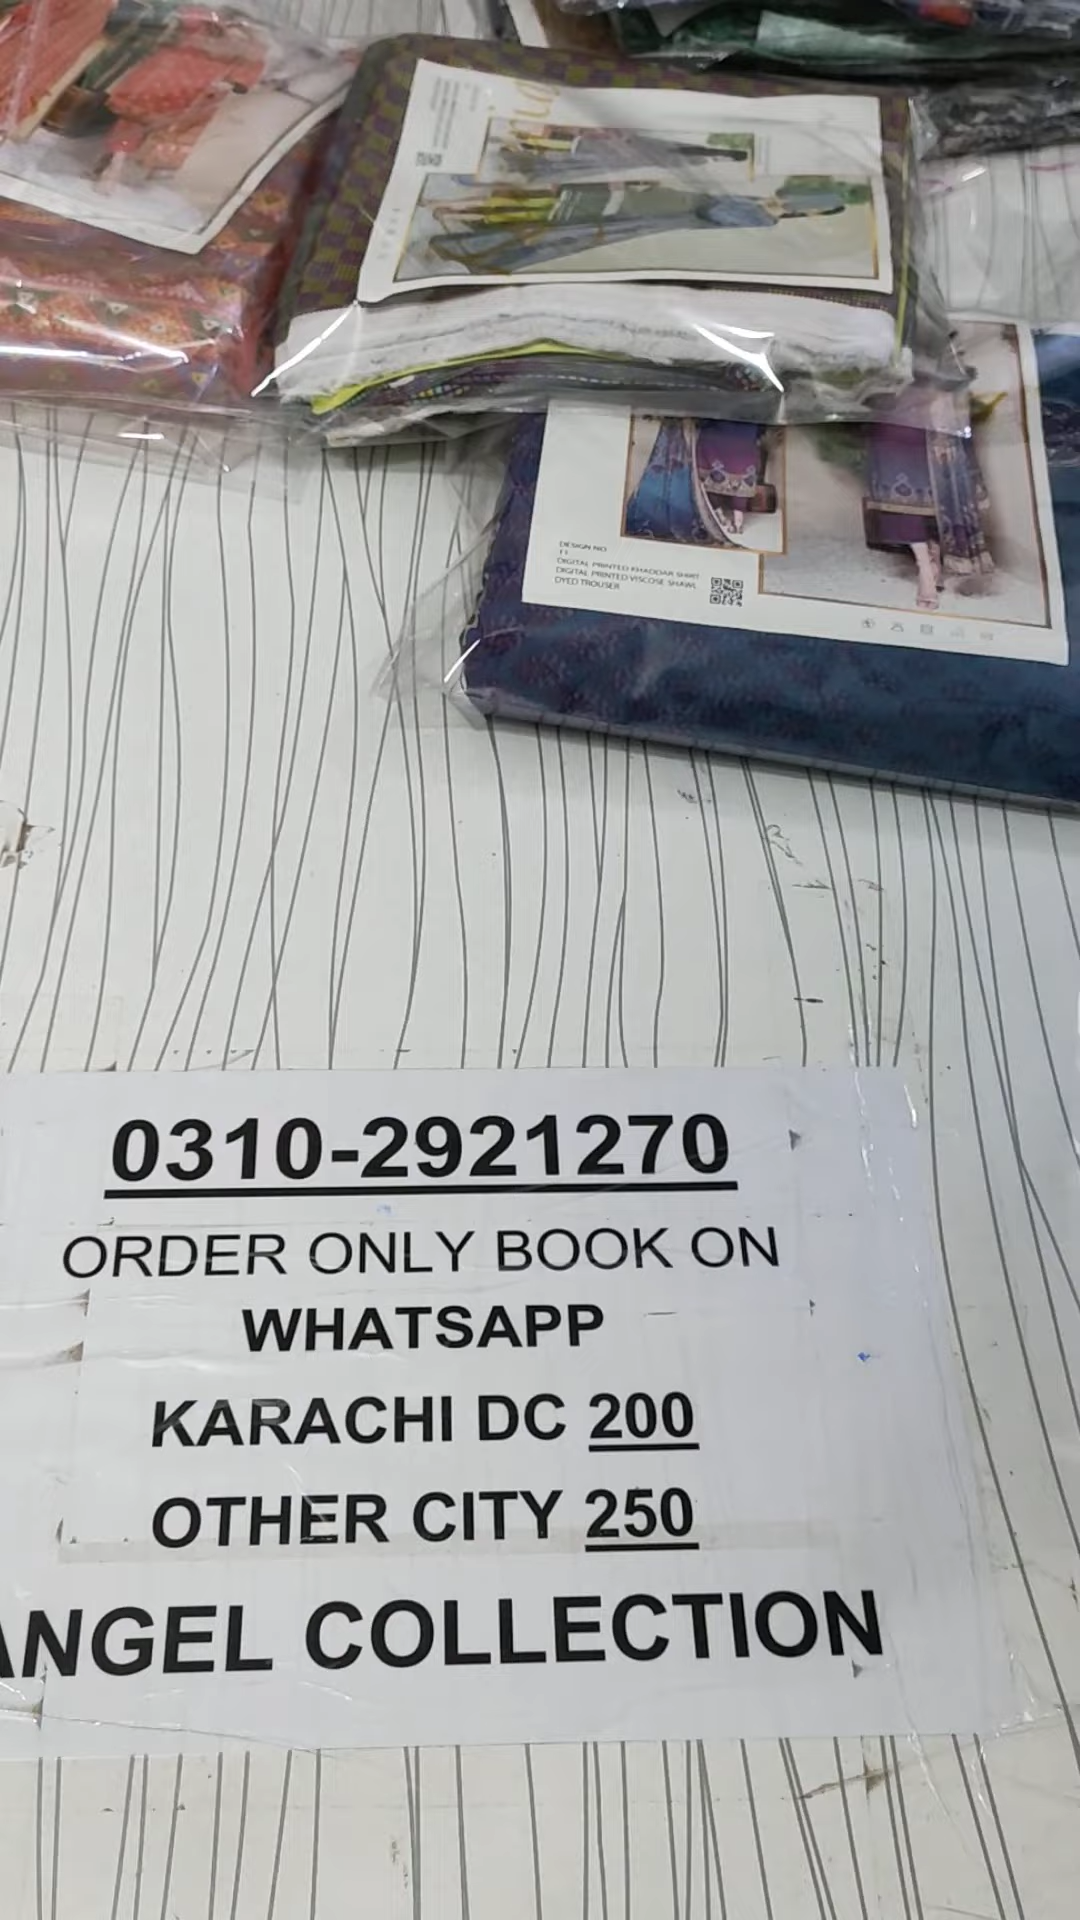 DESIGN NO
11
DIGITAL PRINTED KHADDAR SHIRT
DIGITAL PRINTED VISCOSE SHAWL
DYED TROUSER
0310-2921270
ORDER ONLY BOOK ON
WHATSAPP
KARACHI DC 200
OTHER CITY 250
ANGEL COLLECTION